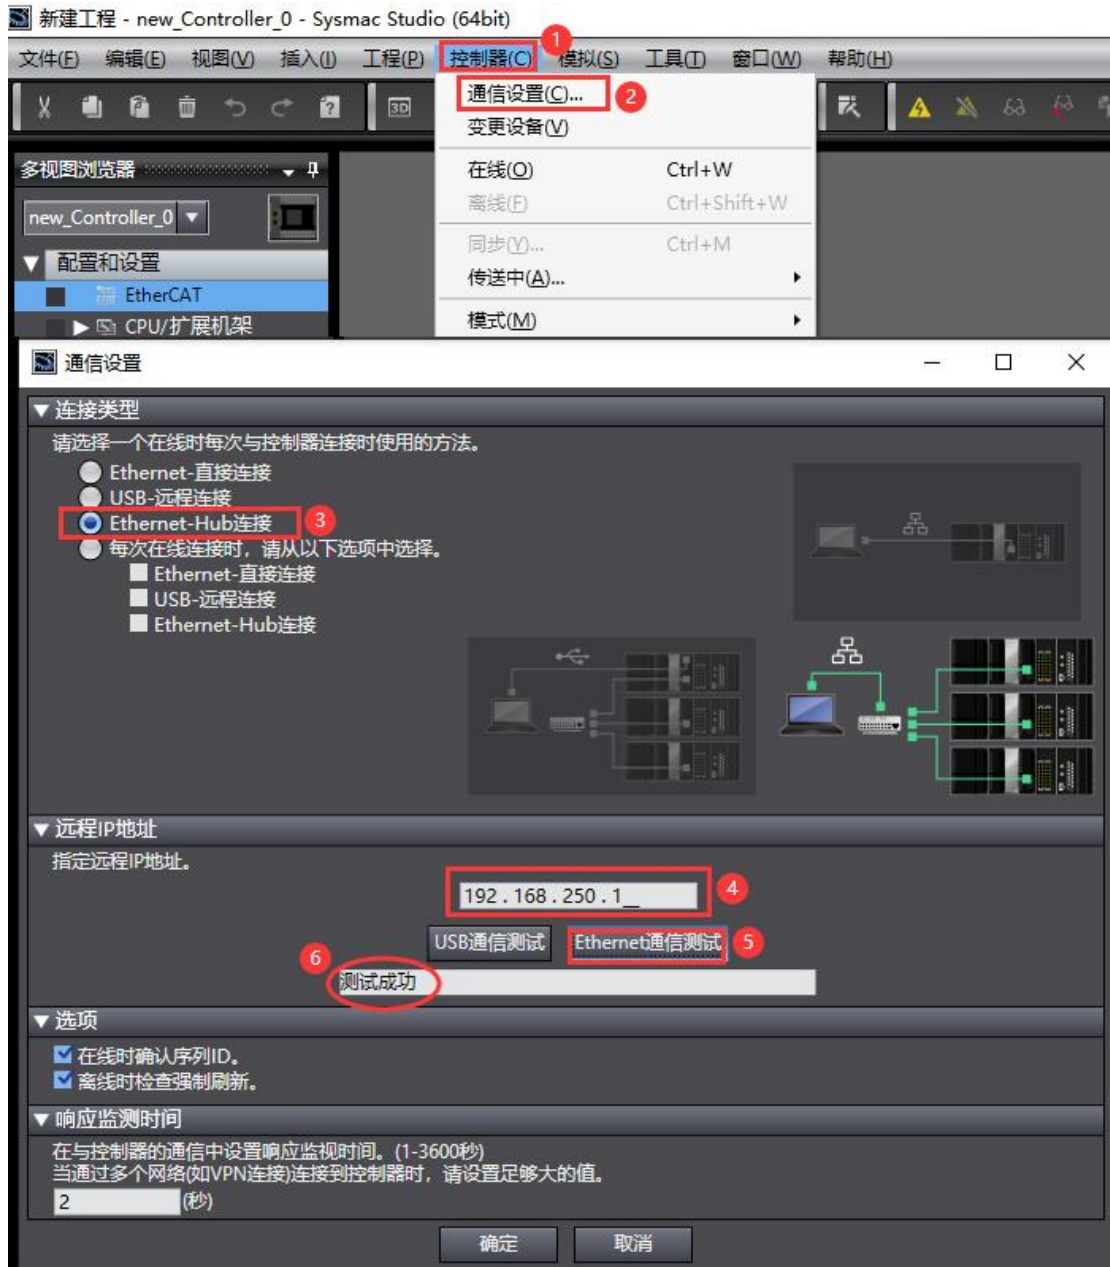 新建工程 - new_Controller_0 - Sysmac Studio (64bit)
文件(F) 编辑(E) 视图(V) 插入(I) 工程(P) 控制器(C) 模拟(S) 工具(T) 窗口(W) 帮助(H)
1
通信设置(C)... 2
3D
变更设备(V)
多视图浏览器
在线(O) Ctrl+W
new_Controller_0
离线(F) Ctrl+Shift+W
同步(Y)... Ctrl+M
配置和设置
传送中(A)...
EtherCAT
CPU/扩展机架
模式(M)
通信设置
连接类型
请选择一个在线时每次与控制器连接时使用的方法。
Ethernet-直接连接
USB-远程连接
Ethernet-Hub连接 3
每次在线连接时，请从以下选项中选择。
Ethernet-直接连接
USB-远程连接
Ethernet-Hub连接
远程IP地址
指定远程IP地址。
192.168.250.1_ 4
USB通信测试 Ethernet通信测试 5
6
测试成功
选项
在线时确认序列ID。
离线时检查强制刷新。
响应监测时间
在与控制器的通信中设置响应监视时间。(1-3600秒)
当通过多个网络(如VPN连接)连接到控制器时，请设置足够大的值。
2 (秒)
确定 取消